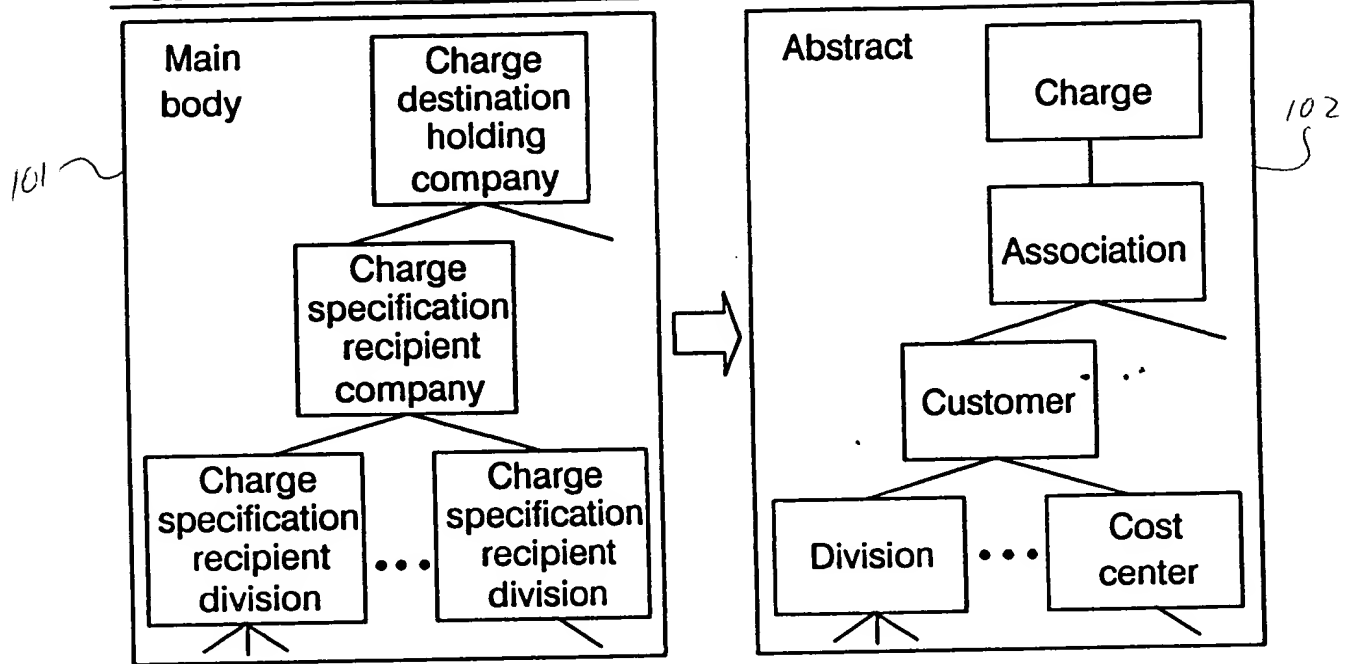 Main
body
Charge
destination
holding
company
101
Charge
specification
recipient
company
Charge
specification
recipient
division
•••
Charge
specification
recipient
division
Abstract
Charge
102
Association
Customer
Division
•••
Cost
center